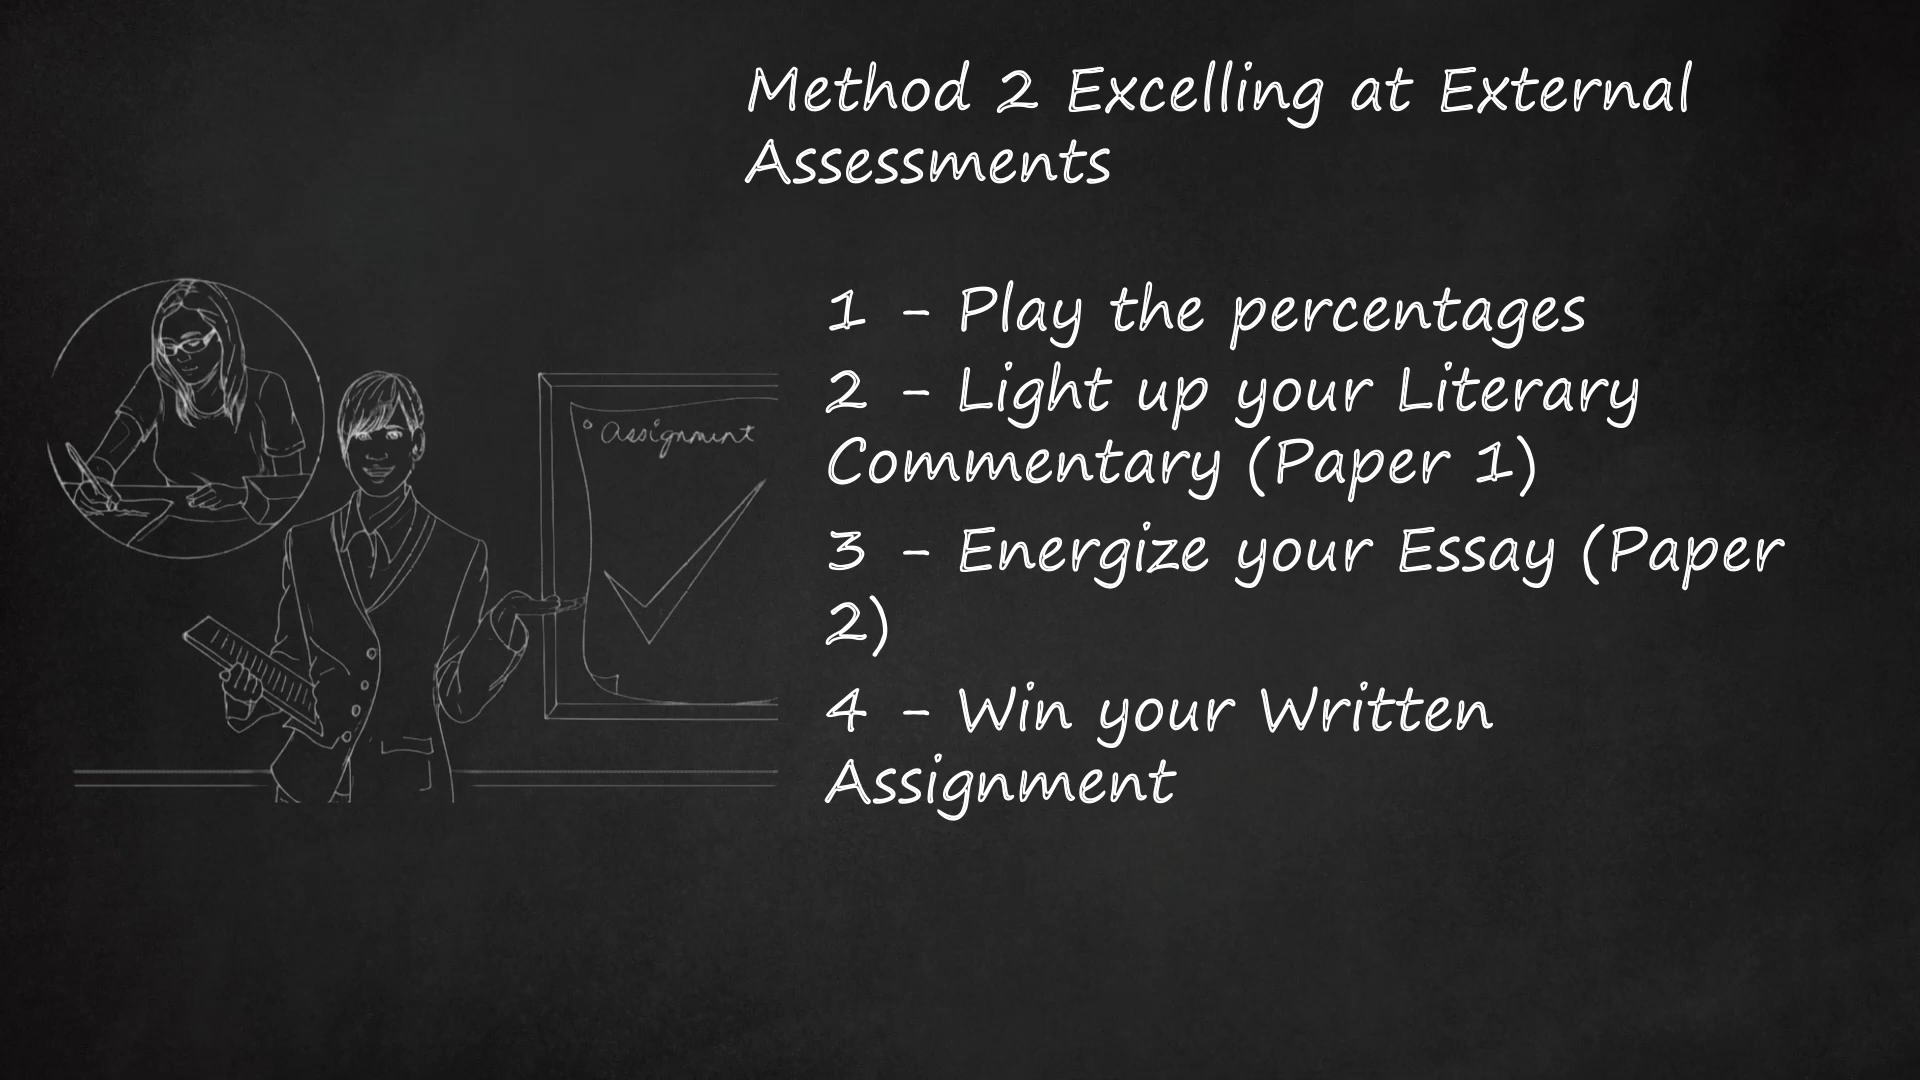 Method 2 Excelling at External
Assessments
1 - Play the percentages
2 - Light up your Literary
Commentary (Paper 1)
3 - Energize your Essay (Paper
2)
4 - Win your Written
Assignment
Assignment